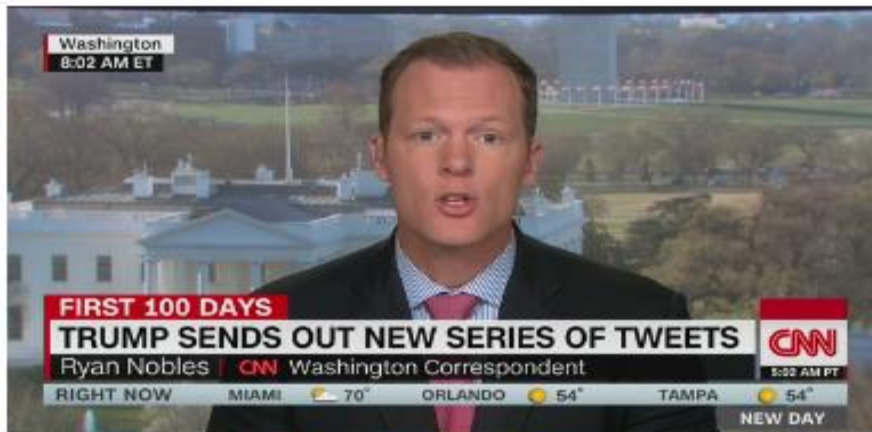 Washington
8:02 AM ET
FIRST 100 DAYS
TRUMP SENDS OUT NEW SERIES OF TWEETS
Ryan Nobles CNN Washington Correspondent
CNN
5:02 AM PT
RIGHT NOW MIAMI 70° ORLANDO 54° TAMPA 54°
NEW DAY